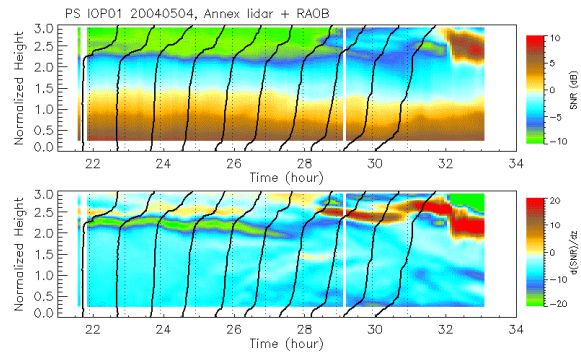 PS IOP01 20040504, Annex lidar + RAOB
Normalized Height
3.0
2.5
2.0
1.5
1.0
0.5
0.0
22 24 26 28 30 32 34
Time (hour)
10
5
0
-5
-10
SNR (dB)
Normalized Height
3.0
2.5
2.0
1.5
1.0
0.5
0.0
22 24 26 28 30 32 34
Time (hour)
20
10
0
-10
-20
d(SNR)/dz